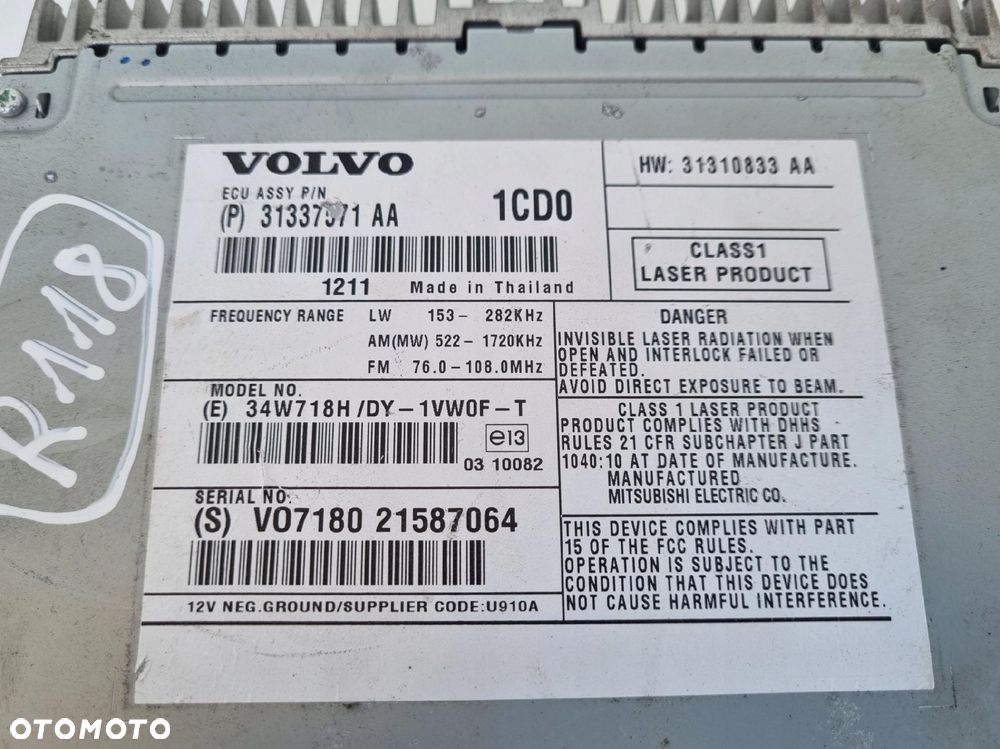 VOLVO
ECU ASSY P/N
(P) 31337571 AA
1CD0
1211 Made in Thailand
HW: 31310833 AA
CLASS1
LASER PRODUCT
FREQUENCY RANGE LW 153- 282KHz
AM(MW) 522- 1720KHz
FM 76.0-108.0MHz
DANGER
INVISIBLE LASER RADIATION WHEN
OPEN AND INTERLOCK FAILED OR
DEFEATED.
AVOID DIRECT EXPOSURE TO BEAM.
MODEL NO.
(E) 34W718H/DY-1VW0F-T
e13
03 10082
CLASS 1 LASER PRODUCT
PRODUCT COMPLIES WITH DHHS
RULES 21 CFR SUBCHAPTER J PART
1040:10 AT DATE OF MANUFACTURE.
MANUFACTURED
MITSUBISHI ELECTRIC CO.
SERIAL NO.
(S) VO7180 21587064
THIS DEVICE COMPLIES WITH PART
15 OF THE FCC RULES.
OPERATION IS SUBJECT TO THE
CONDITION THAT THIS DEVICE DOES
NOT CAUSE HARMFUL INTERFERENCE.
12V NEG.GROUND/SUPPLIER CODE:U910A
R118
OTOMOTO